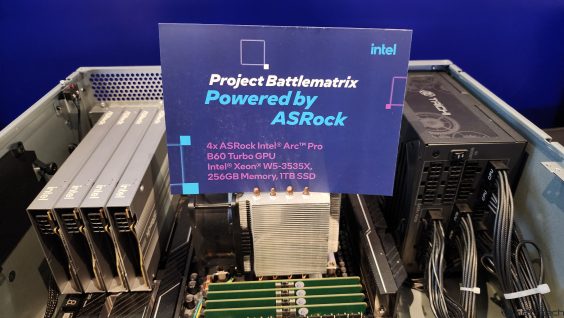 intel
Project Battlematrix
Powered by
ASRock
4x ASRock Intel® Arc™ Pro
B60 Turbo GPU
Intel® Xeon® W5-3535X,
256GB Memory, 1TB SSD